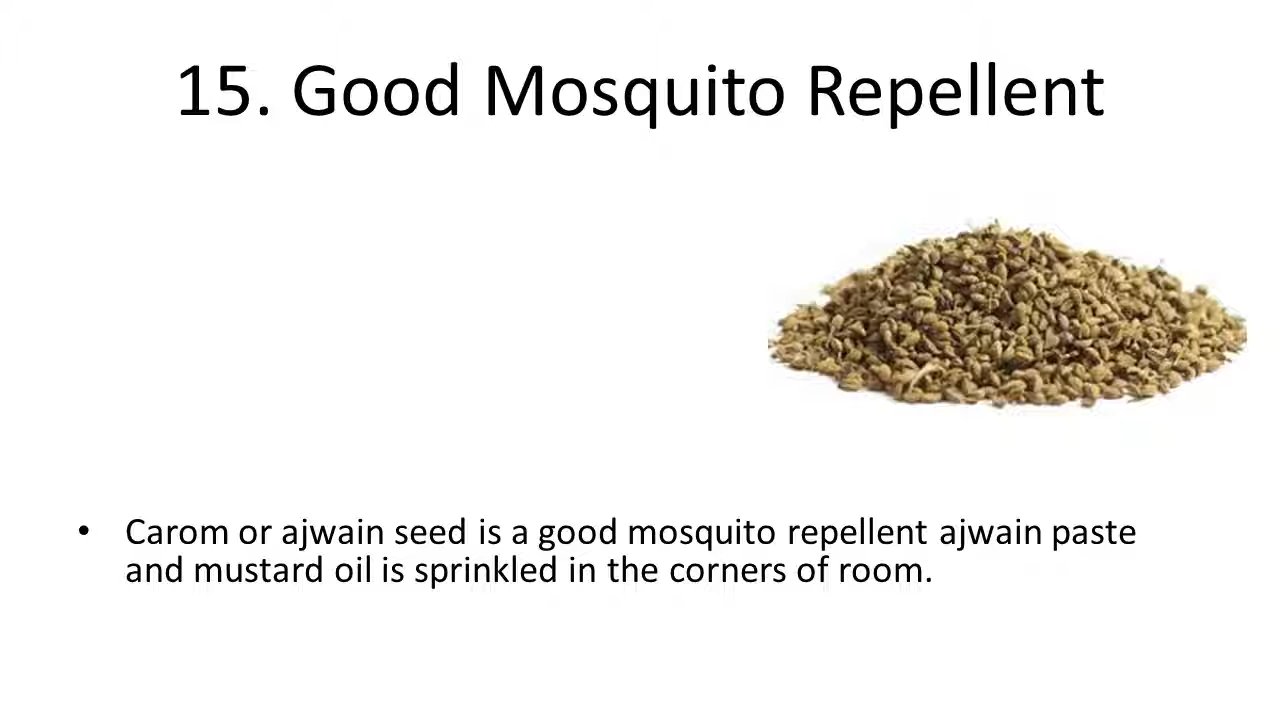 15. Good Mosquito Repellent
• Carom or ajwain seed is a good mosquito repellent ajwain paste
and mustard oil is sprinkled in the corners of room.